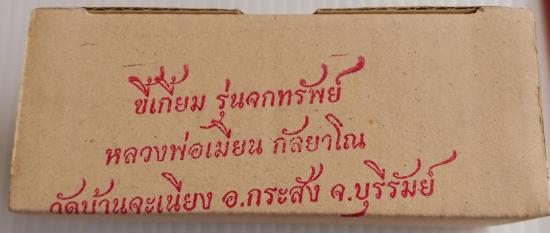 ขี้เกี้ยม รุ่นจกทรัพย์
หลวงพ่อเมียน กัลยาโณ
วัดบ้านจะเนียง อ.กระสัง จ.บุรีรัมย์